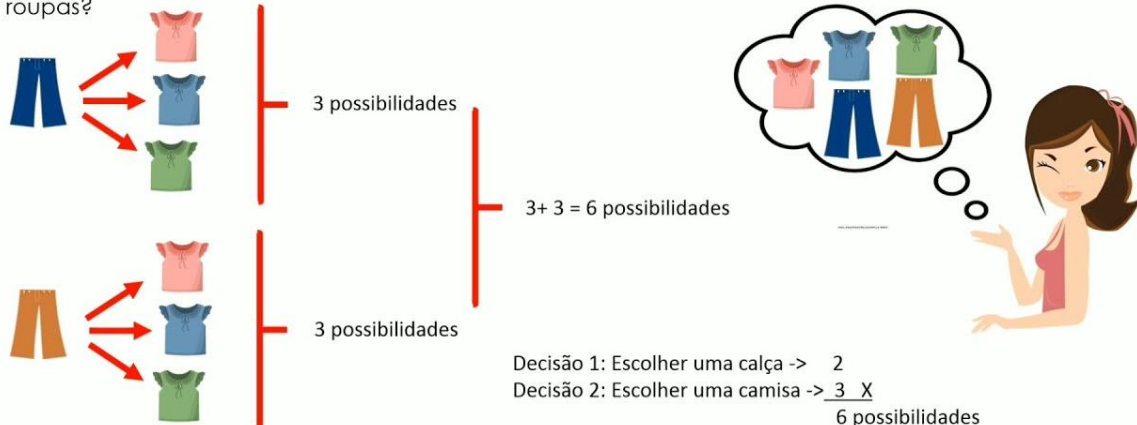 roupas?
3 possibilidades
3+ 3 = 6 possibilidades
3 possibilidades
Decisão 1: Escolher uma calça -> 2
Decisão 2: Escolher uma camisa -> 3 X
6 possibilidades